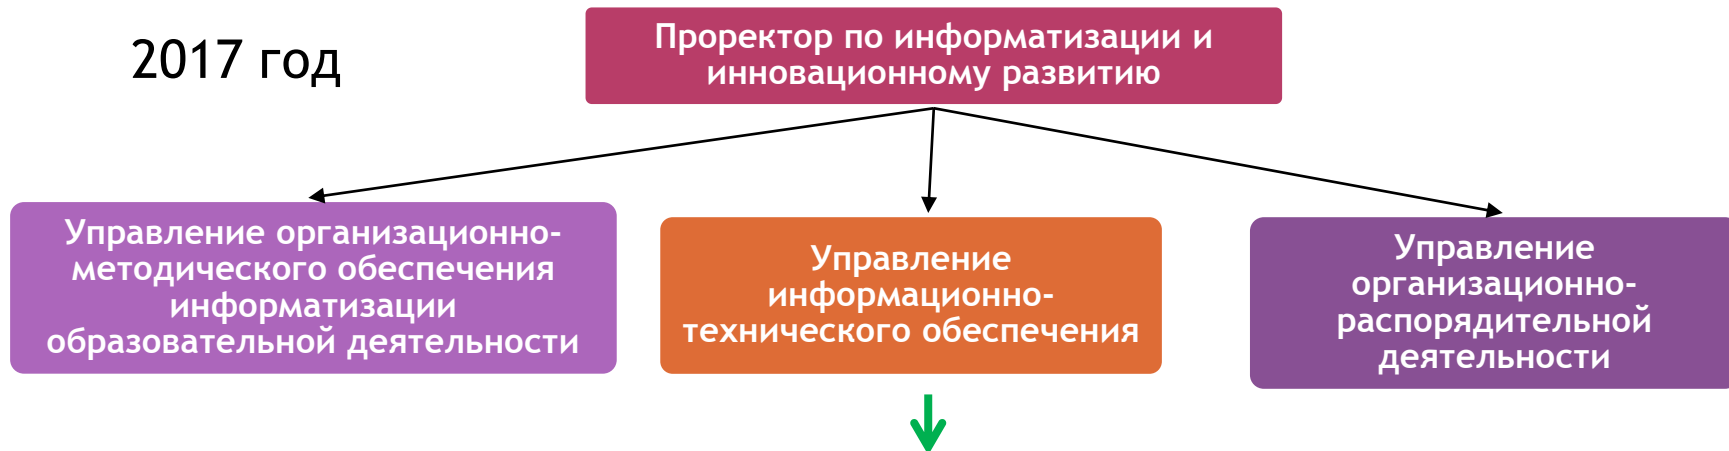 2017 год
Проректор по информатизации и
инновационному развитию
Управление организационно-
методического обеспечения
информатизации
образовательной деятельности
Управление
информационно-
технического обеспечения
Управление
организационно-
распорядительной
деятельности